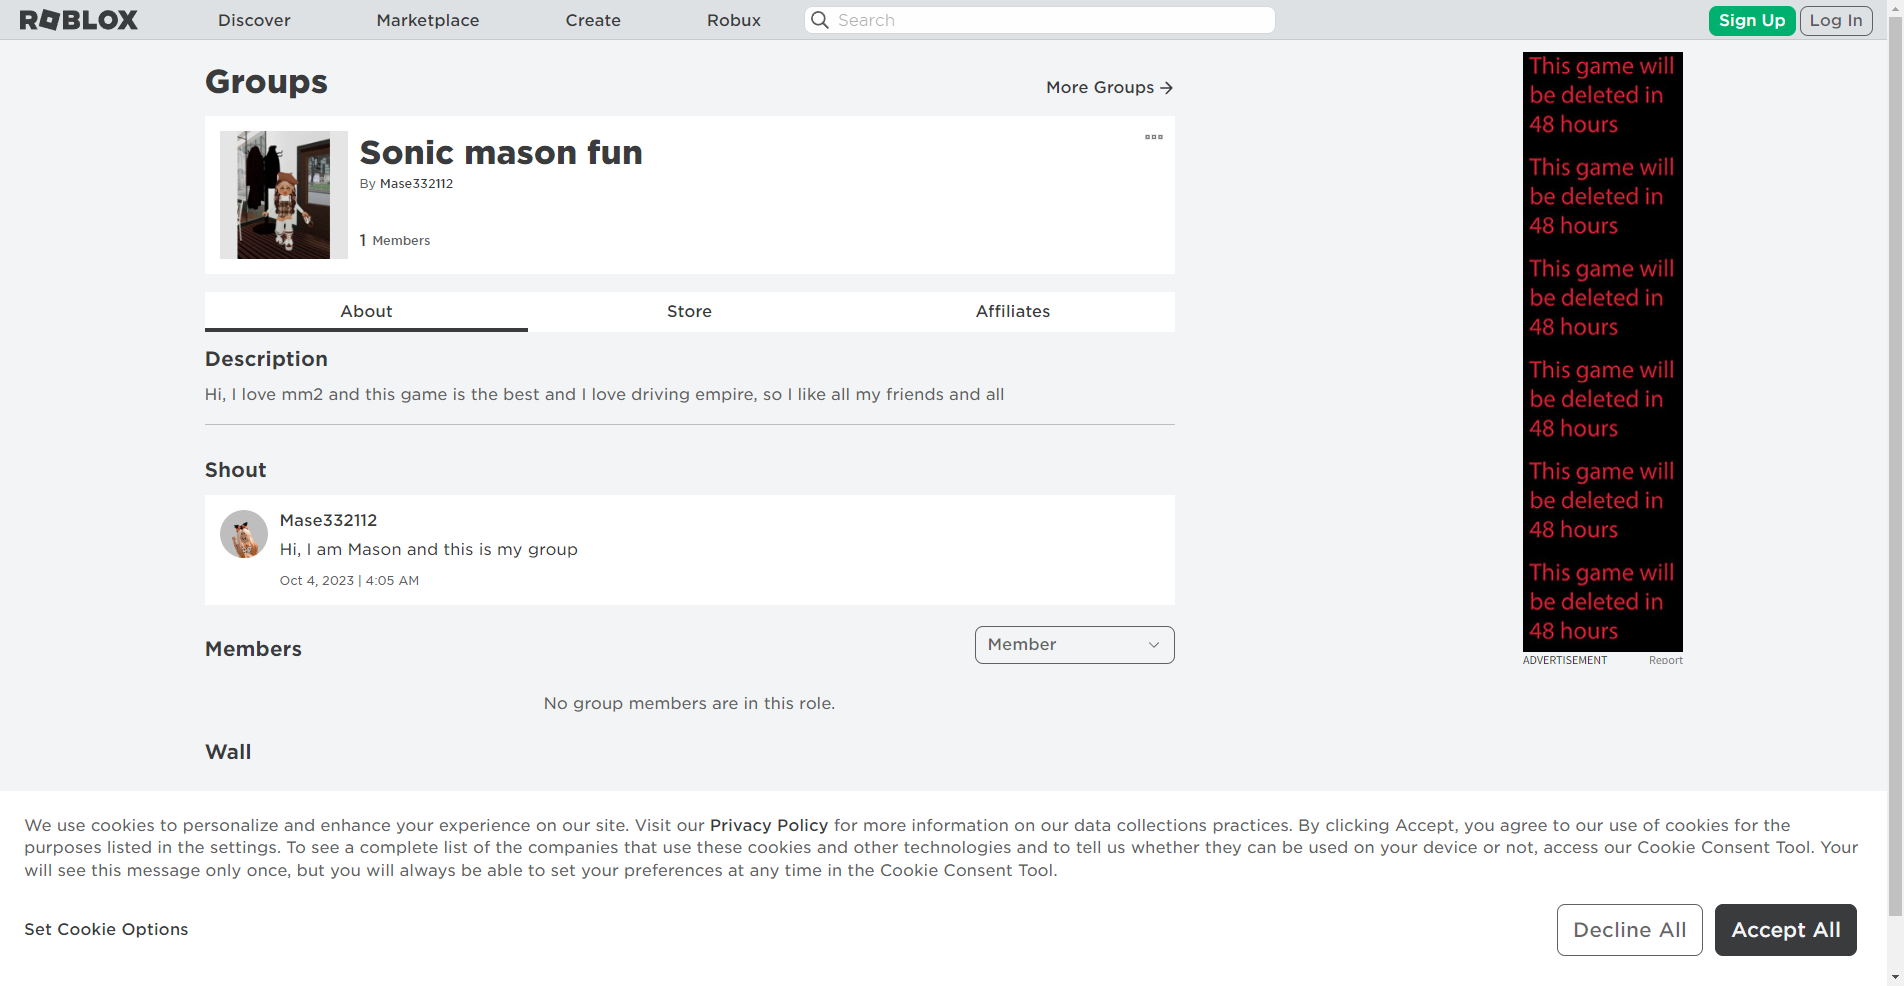 ROBLOX
Discover
Marketplace
Create
Robux
Search
Sign Up
Log In
Groups
More Groups
Sonic mason fun
By Mase332112
1 Members
About
Store
Affiliates
Description
Hi, I love mm2 and this game is the best and I love driving empire, so I like all my friends and all
Shout
Mase332112
Hi, I am Mason and this is my group
Oct 4, 2023 | 4:05 AM
Members
Member
No group members are in this role.
Wall
This game will
be deleted in
48 hours
This game will
be deleted in
48 hours
This game will
be deleted in
48 hours
This game will
be deleted in
48 hours
This game will
be deleted in
48 hours
This game will
be deleted in
48 hours
ADVERTISEMENT
Report
We use cookies to personalize and enhance your experience on our site. Visit our Privacy Policy for more information on our data collections practices. By clicking Accept, you agree to our use of cookies for the
purposes listed in the settings. To see a complete list of the companies that use these cookies and other technologies and to tell us whether they can be used on your device or not, access our Cookie Consent Tool. Your
will see this message only once, but you will always be able to set your preferences at any time in the Cookie Consent Tool.
Set Cookie Options
Decline All
Accept All